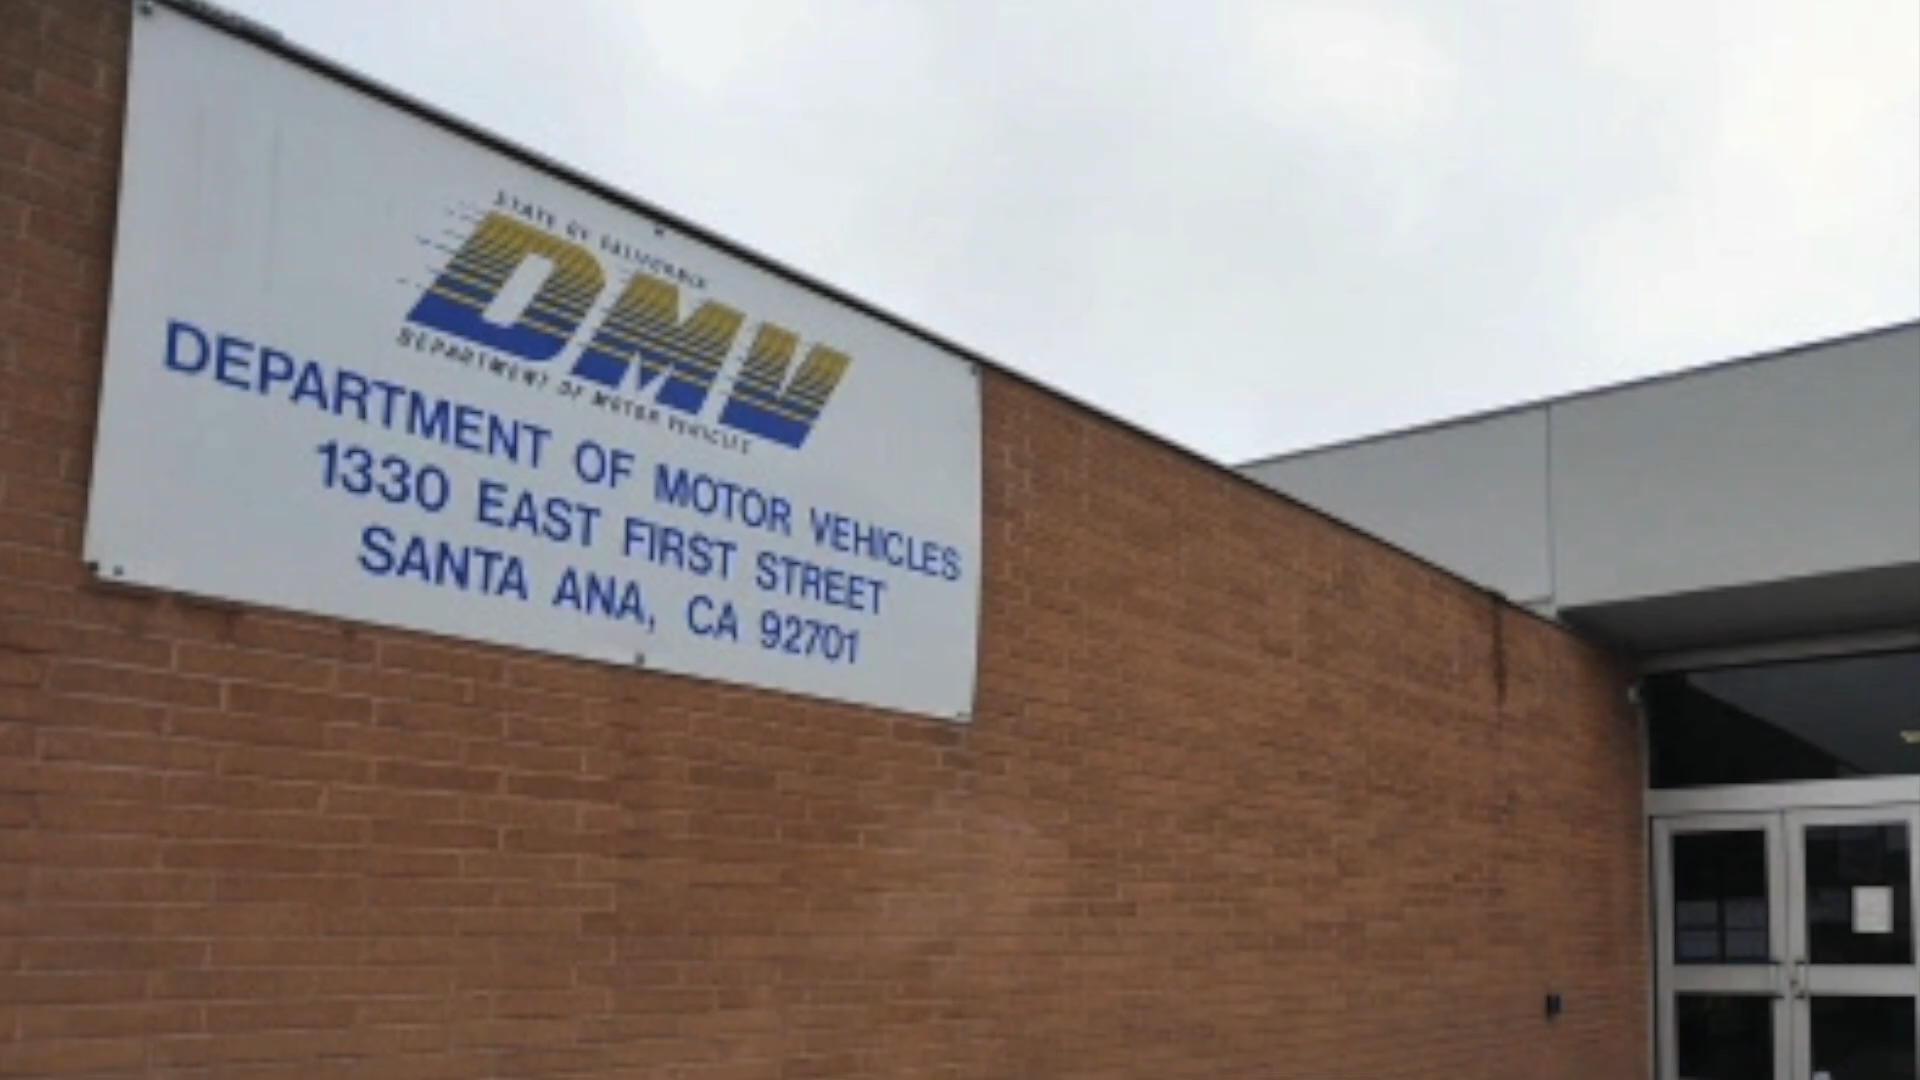 STATE OF CALIFORNIA
DMV
DEPARTMENT OF MOTOR VEHICLES
DEPARTMENT OF MOTOR VEHICLES
1330 EAST FIRST STREET
SANTA ANA, CA 92701